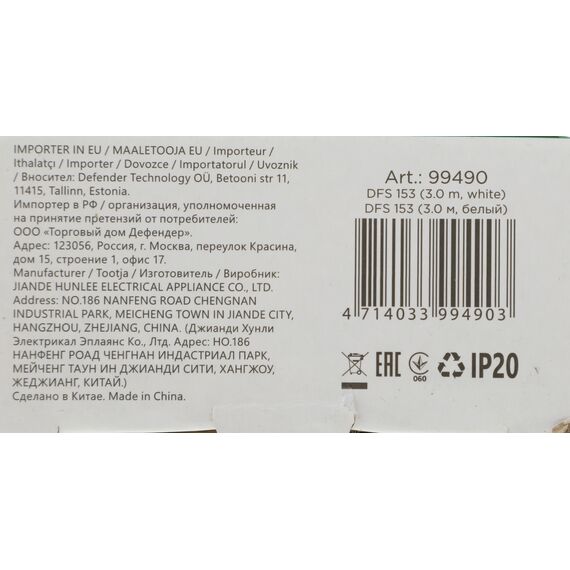 IMPORTER IN EU / MAALETOOJA EU / Importeur /
Ithalatçı / Importer / Dovozce / Importatorul / Uvoznik
/ Вносител: Defender Technology OÜ, Betooni str 11,
11415, Tallinn, Estonia.
Импортер в РФ / организация, уполномоченная
на принятие претензий от потребителей:
ООО «Торговый дом Дефендер».
Адрес: 123056, Россия, г. Москва, переулок Красина,
дом 15, строение 1, офис 17.
Manufacturer / Tootja / Изготовитель / Виробник:
JIANDE HUNLEE ELECTRICAL APPLIANCE CO., LTD.
Address: NO.186 NANFENG ROAD CHENGNAN
INDUSTRIAL PARK, MEICHENG TOWN IN JIANDE CITY,
HANGZHOU, ZHEJIANG, CHINA. (Джианди Хунли
Электрикал Эплаянс Ко., Лтд. Адрес: НО.186
НАНФЕНГ РОАД ЧЕНГНАН ИНДАСТРИАЛ ПАРК,
МЕЙЧЕНГ ТАУН ИН ДЖИАНДИ СИТИ, ХАНГЖОУ,
ЖЕДЖИАНГ, КИТАЙ.)
Сделано в Китае. Made in China.
Art.: 99490
DFS 153 (3.0 m, white)
DFS 153 (3.0 м, белый)
4 714033 994903
EAC 060 IP20